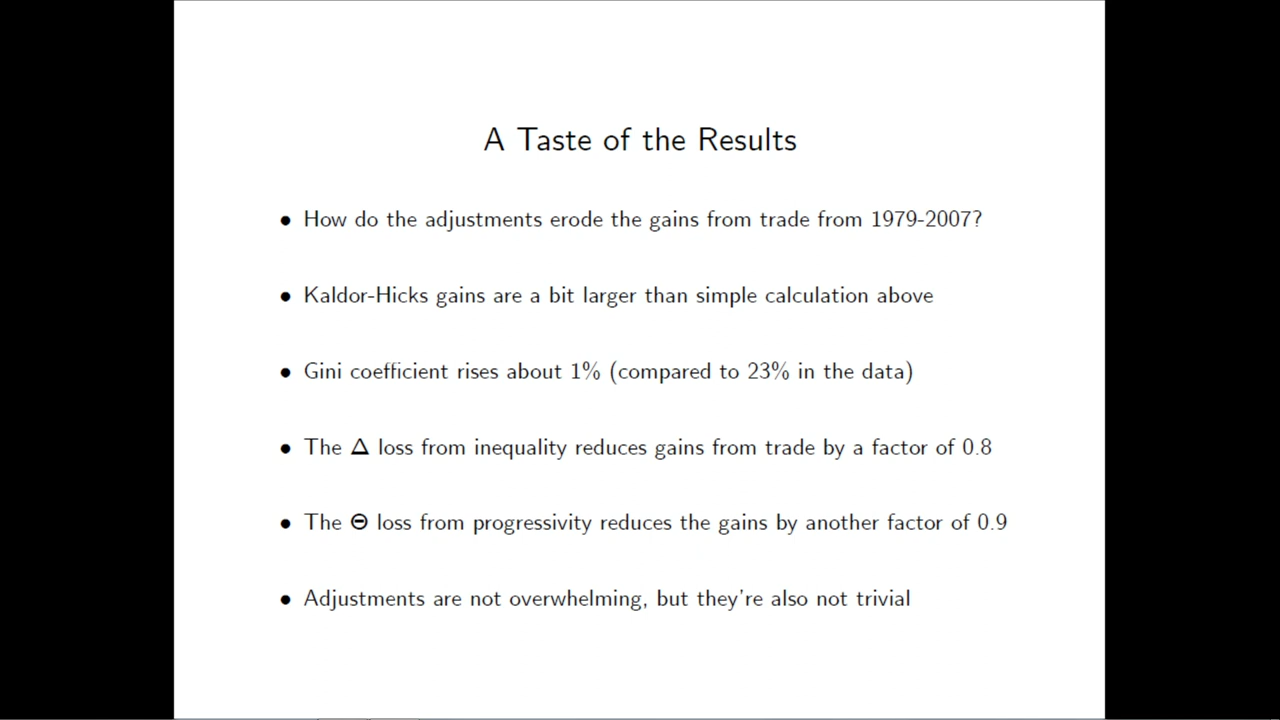 A Taste of the Results
• How do the adjustments erode the gains from trade from 1979-2007?
• Kaldor-Hicks gains are a bit larger than simple calculation above
• Gini coefficient rises about 1% (compared to 23% in the data)
• The Δ loss from inequality reduces gains from trade by a factor of 0.8
• The Θ loss from progressivity reduces the gains by another factor of 0.9
• Adjustments are not overwhelming, but they're also not trivial